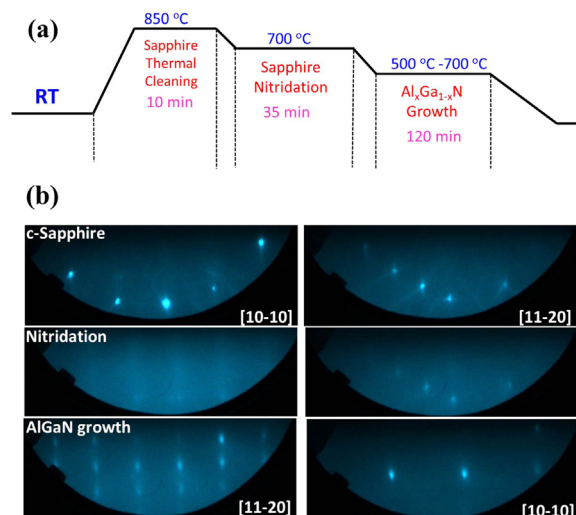 (a)
850 °C
700 °C
500 °C -700 °C
RT
Sapphire
Thermal
Cleaning
10 min
Sapphire
Nitridation
35 min
AlₓGa₁₋ₓN
Growth
120 min
(b)
c-Sapphire
[10-10]
[11-20]
Nitridation
AlGaN growth
[11-20]
[10-10]